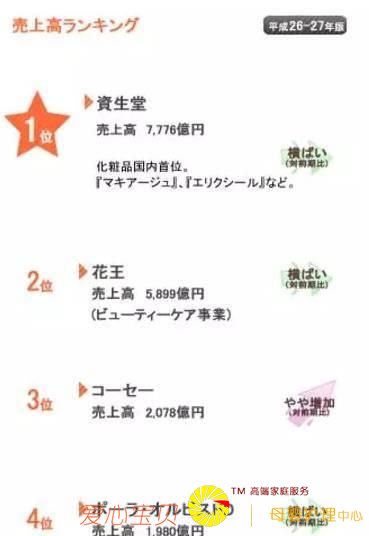 売上高ランキング
平成26-27年版
1位
資生堂
売上高 7,776億円
横ばい
(対前期比)
化粧品国内首位。
『マキアージュ』、『エリクシール』など。
2位
花王
売上高 5,899億円
(ビューティーケア事業)
横ばい
(対前期比)
3位
コーセー
売上高 2,078億円
やや増加
(対前期比)
4位
ポーラ・オルビス
売上高 1,980億円
横ばい
(対前期比)
爱心宝贝
TM 高端家庭服务
中心